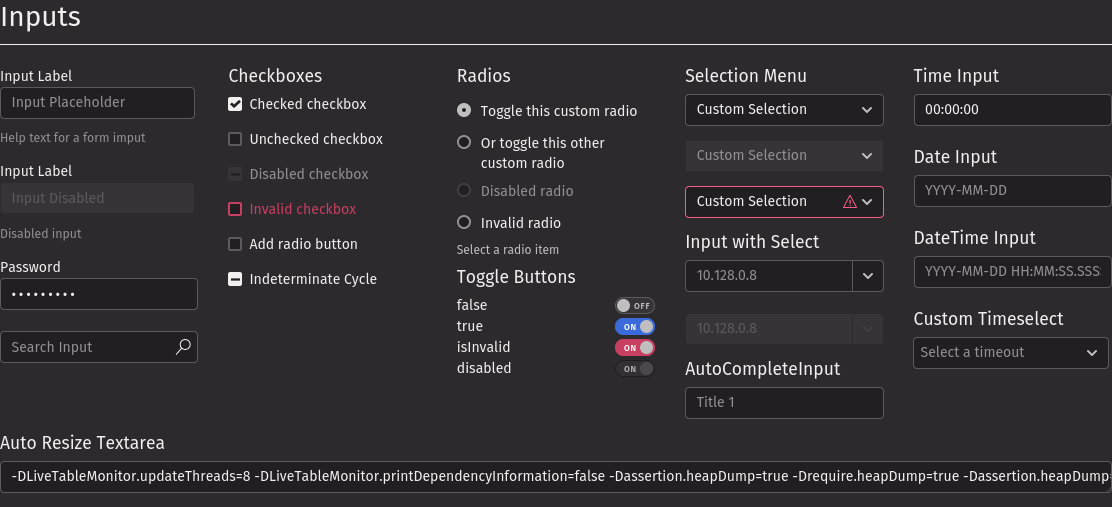 Inputs
Input Label
Input Placeholder
Help text for a form imput
Input Label
Input Disabled
Disabled input
Password
•••••••••
Search Input
Checkboxes
Checked checkbox
Unchecked checkbox
Disabled checkbox
Invalid checkbox
Add radio button
Indeterminate Cycle
Radios
Toggle this custom radio
Or toggle this other
custom radio
Disabled radio
Invalid radio
Select a radio item
Toggle Buttons
false OFF
true ON
isInvalid ON
disabled ON
Selection Menu
Custom Selection
Custom Selection
Custom Selection
Input with Select
10.128.0.8
10.128.0.8
AutoCompleteInput
Title 1
Time Input
00:00:00
Date Input
YYYY-MM-DD
DateTime Input
YYYY-MM-DD HH:MM:SS.SSS
Custom Timeselect
Select a timeout
Auto Resize Textarea
-DLiveTableMonitor.updateThreads=8 -DLiveTableMonitor.printDependencyInformation=false -Dassertion.heapDump=true -Drequire.heapDump=true -Dassertion.heapDump=